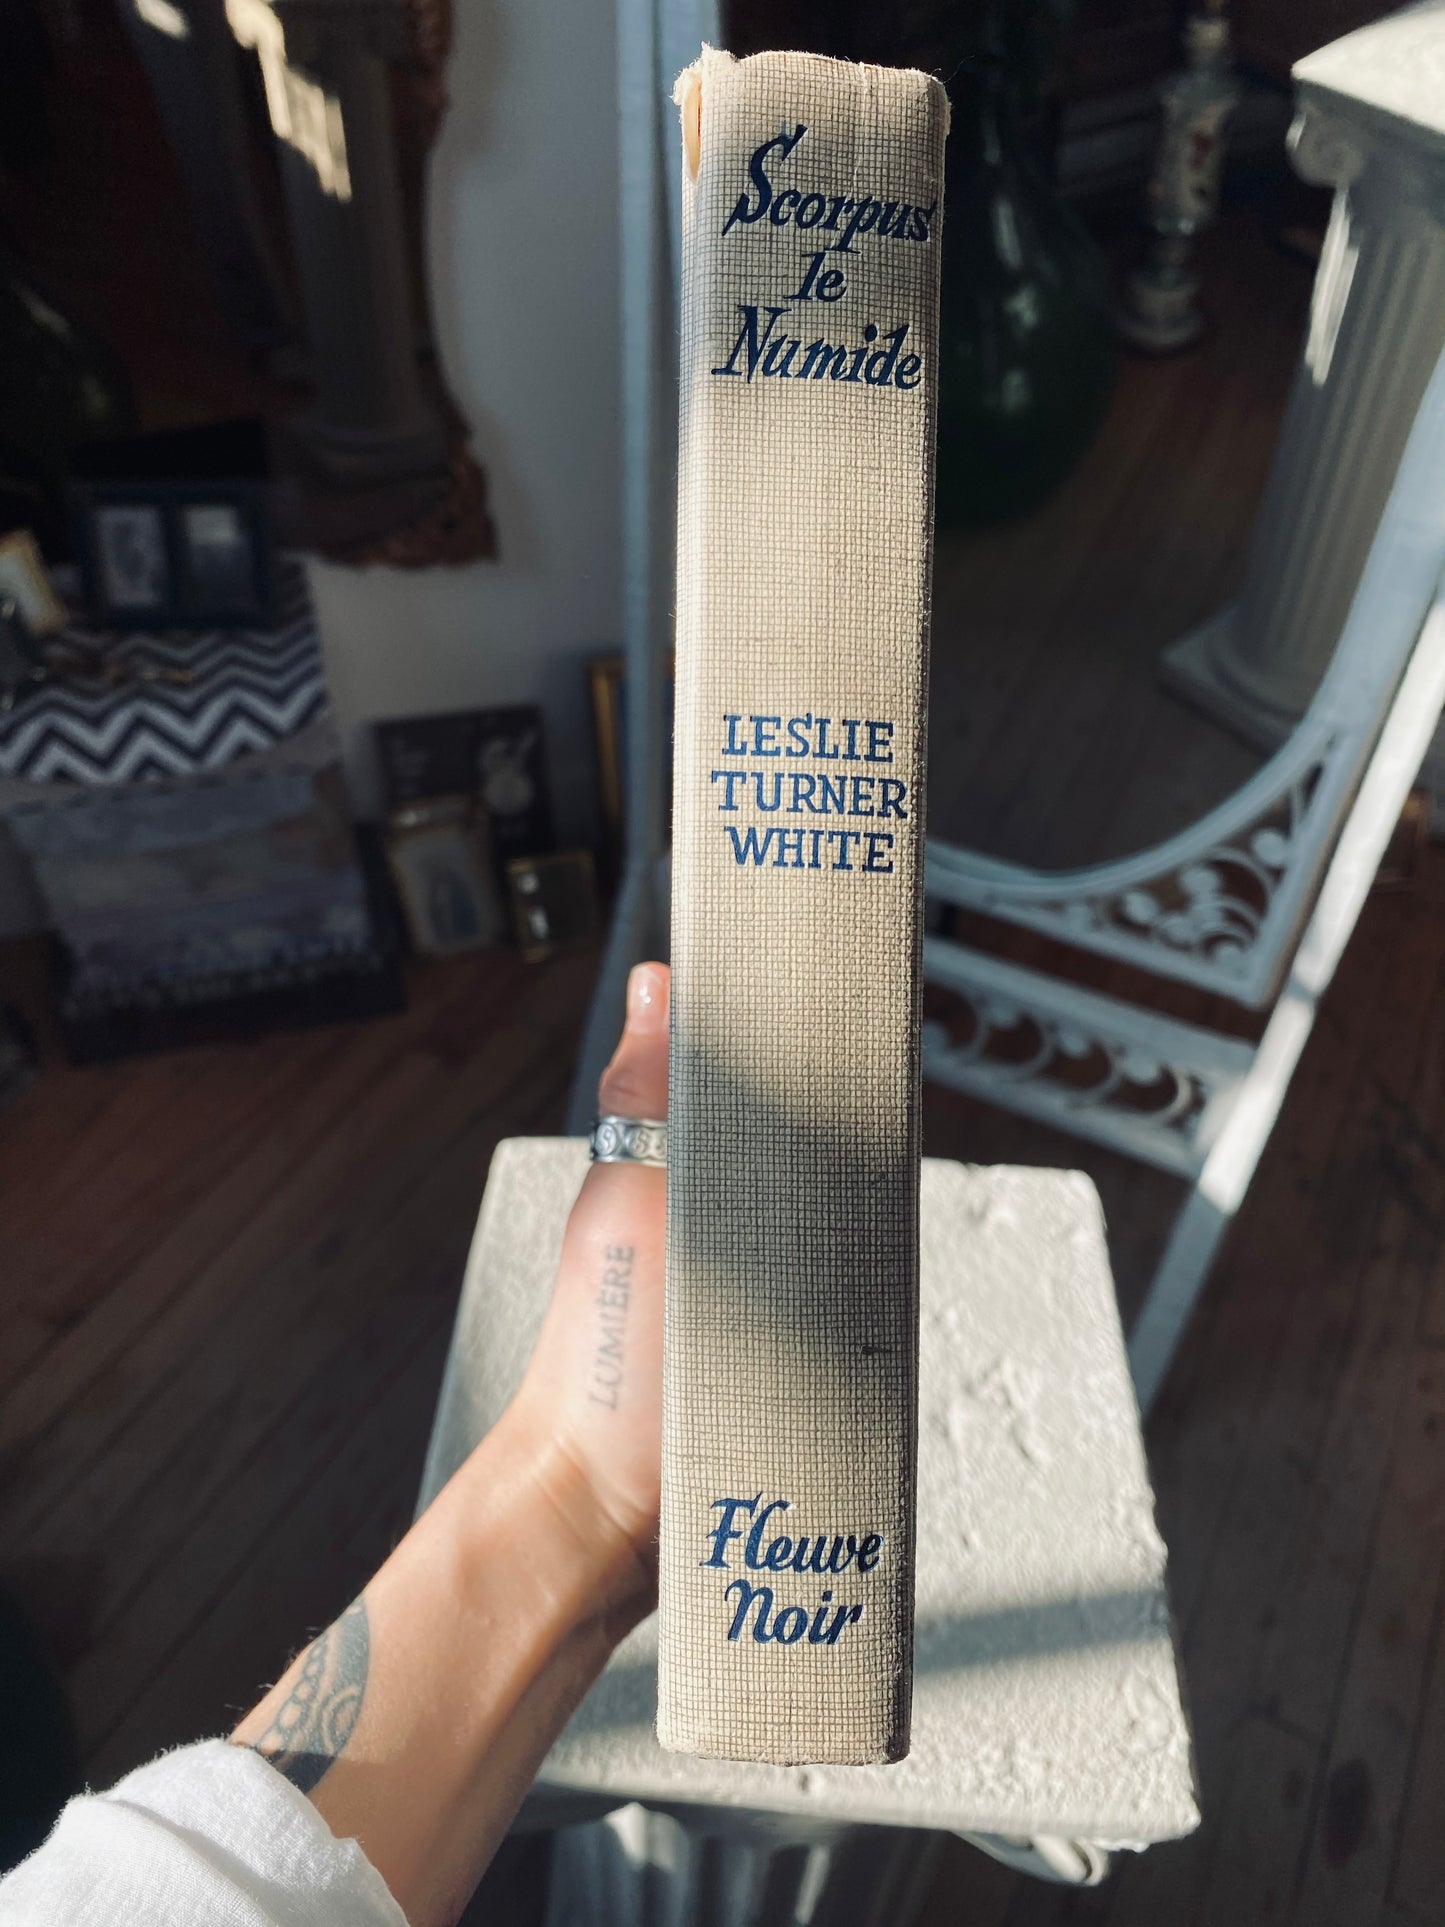 Scorpus
le
Numide
LESLIE
TURNER
WHITE
LUMIÈRE
Fleuve
Noir